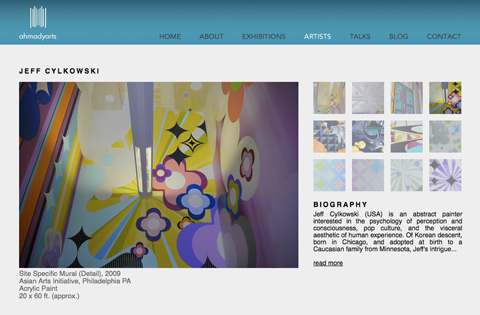 ahmadyarts
HOME ABOUT EXHIBITIONS ARTISTS TALKS BLOG CONTACT
JEFF CYLKOWSKI
Site Specific Mural (Detail), 2009
Asian Arts Initiative, Philadelphia PA
Acrylic Paint
20 x 60 ft. (approx.)
BIOGRAPHY
Jeff Cylkowski (USA) is an abstract painter
interested in the psychology of perception and
consciousness, pop culture, and the visceral
aesthetic of human experience. Of Korean descent,
born in Chicago, and adopted at birth to a
Caucasian family from Minnesota, Jeff's intrigue...
read more